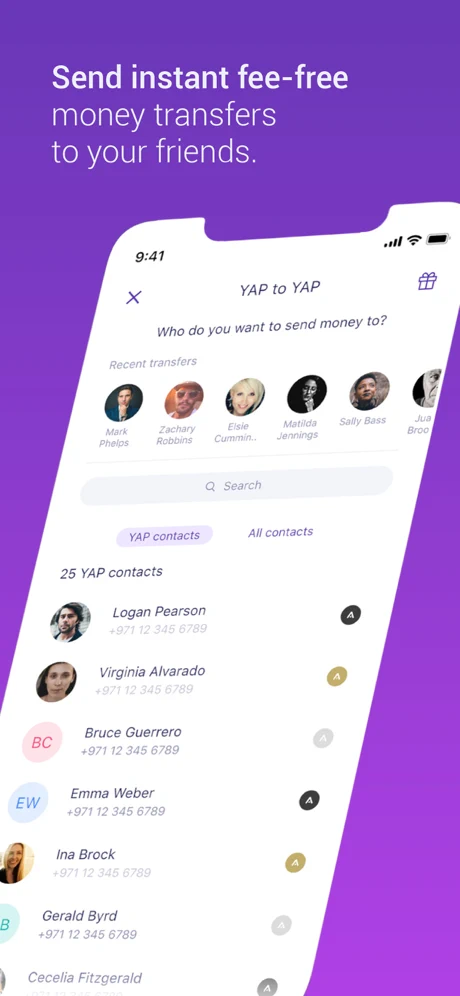 Send instant fee-free
money transfers
to your friends.
9:41
YAP to YAP
Who do you want to send money to?
Recent transfers
Mark
Phelps
Zachary
Robbins
Elsie
Cummin..
Matilda
Jennings
Sally Bass
Jua
Broo
Search
YAP contacts
All contacts
25 YAP contacts
Logan Pearson
+971 12 345 6789
Virginia Alvarado
+971 12 345 6789
BC
Bruce Guerrero
+971 12 345 6789
EW
Emma Weber
+971 12 345 6789
Ina Brock
+971 12 345 6789
B
Gerald Byrd
+971 12 345 6789
Cecelia Fitzgerald
+971 12 345 6789